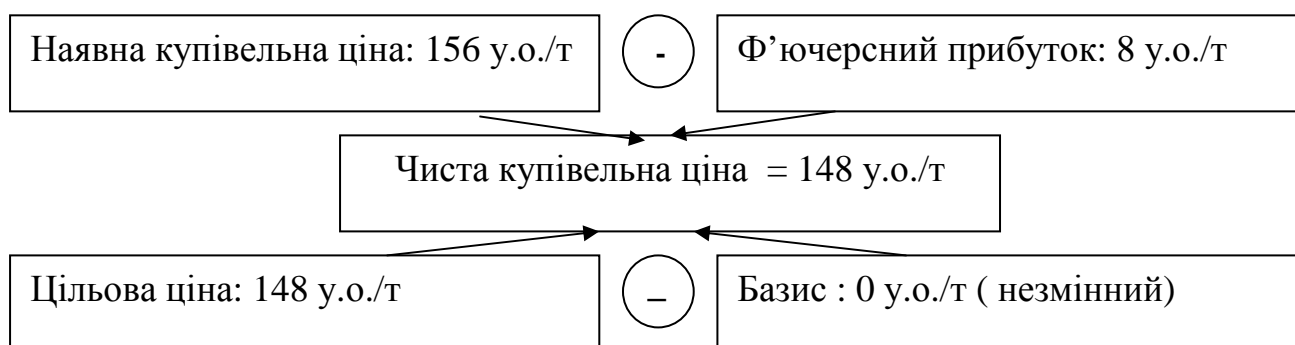 Наявна купівельна ціна: 156 у.о./т
-
Ф’ючерсний прибуток: 8 у.о./т
Чиста купівельна ціна = 148 у.о./т
Цільова ціна: 148 у.о./т
–
Базис : 0 у.о./т ( незмінний)